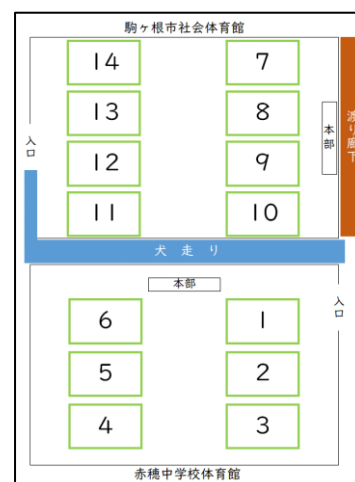 駒ヶ根市社会体育館
14 7
13 8
12 9
11 10
本部
渡り廊下
入口
犬走り
本部
入口
6 1
5 2
4 3
赤穂中学校体育館